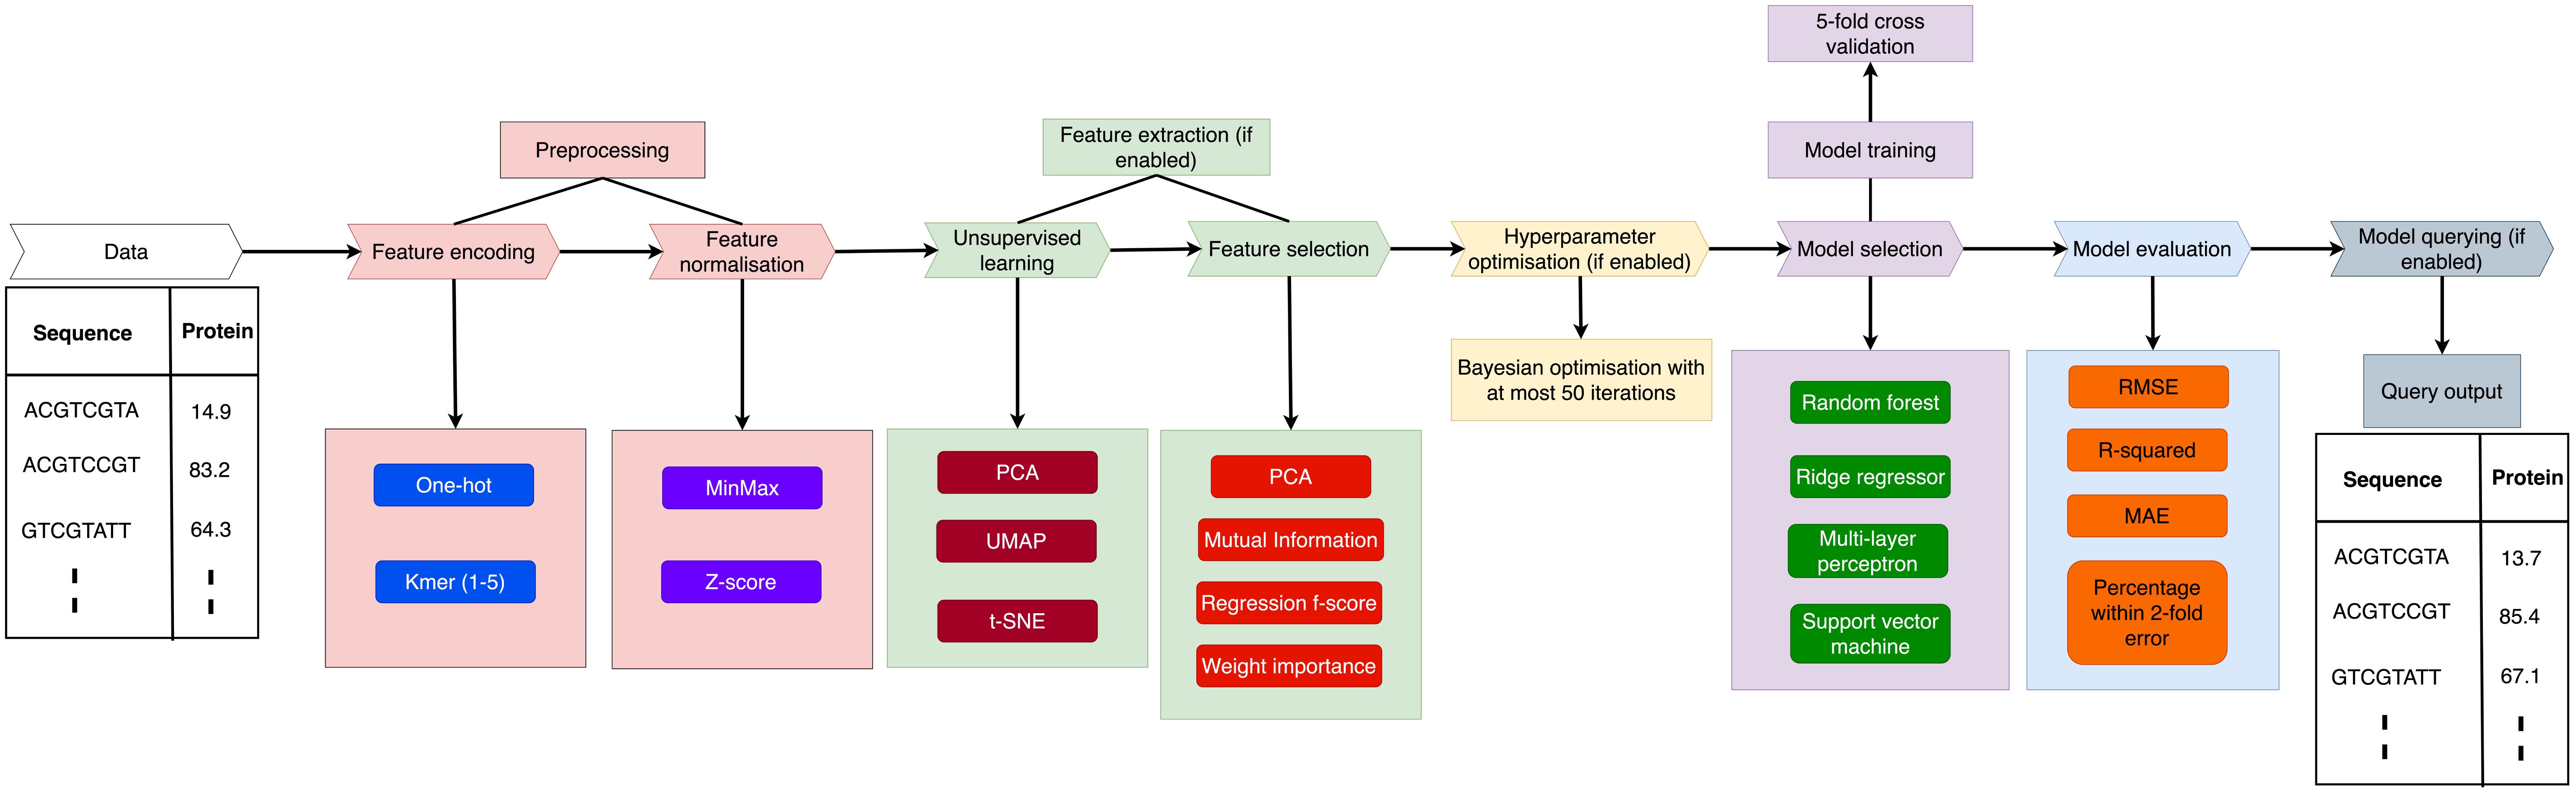 5-fold cross
validation
Preprocessing
Feature extraction (if
enabled)
Model training
Data
Feature encoding
Feature
normalisation
Unsupervised
learning
Feature selection
Hyperparameter
optimisation (if enabled)
Model selection
Model evaluation
Model querying (if
enabled)
Sequence Protein
ACGTCGTA 14.9
ACGTCCGT 83.2
GTCGTATT 64.3
One-hot
Kmer (1-5)
MinMax
Z-score
PCA
UMAP
t-SNE
PCA
Mutual Information
Regression f-score
Weight importance
Bayesian optimisation with
at most 50 iterations
Random forest
Ridge regressor
Multi-layer
perceptron
Support vector
machine
RMSE
R-squared
MAE
Percentage
within 2-fold
error
Query output
Sequence Protein
ACGTCGTA 13.7
ACGTCCGT 85.4
GTCGTATT 67.1